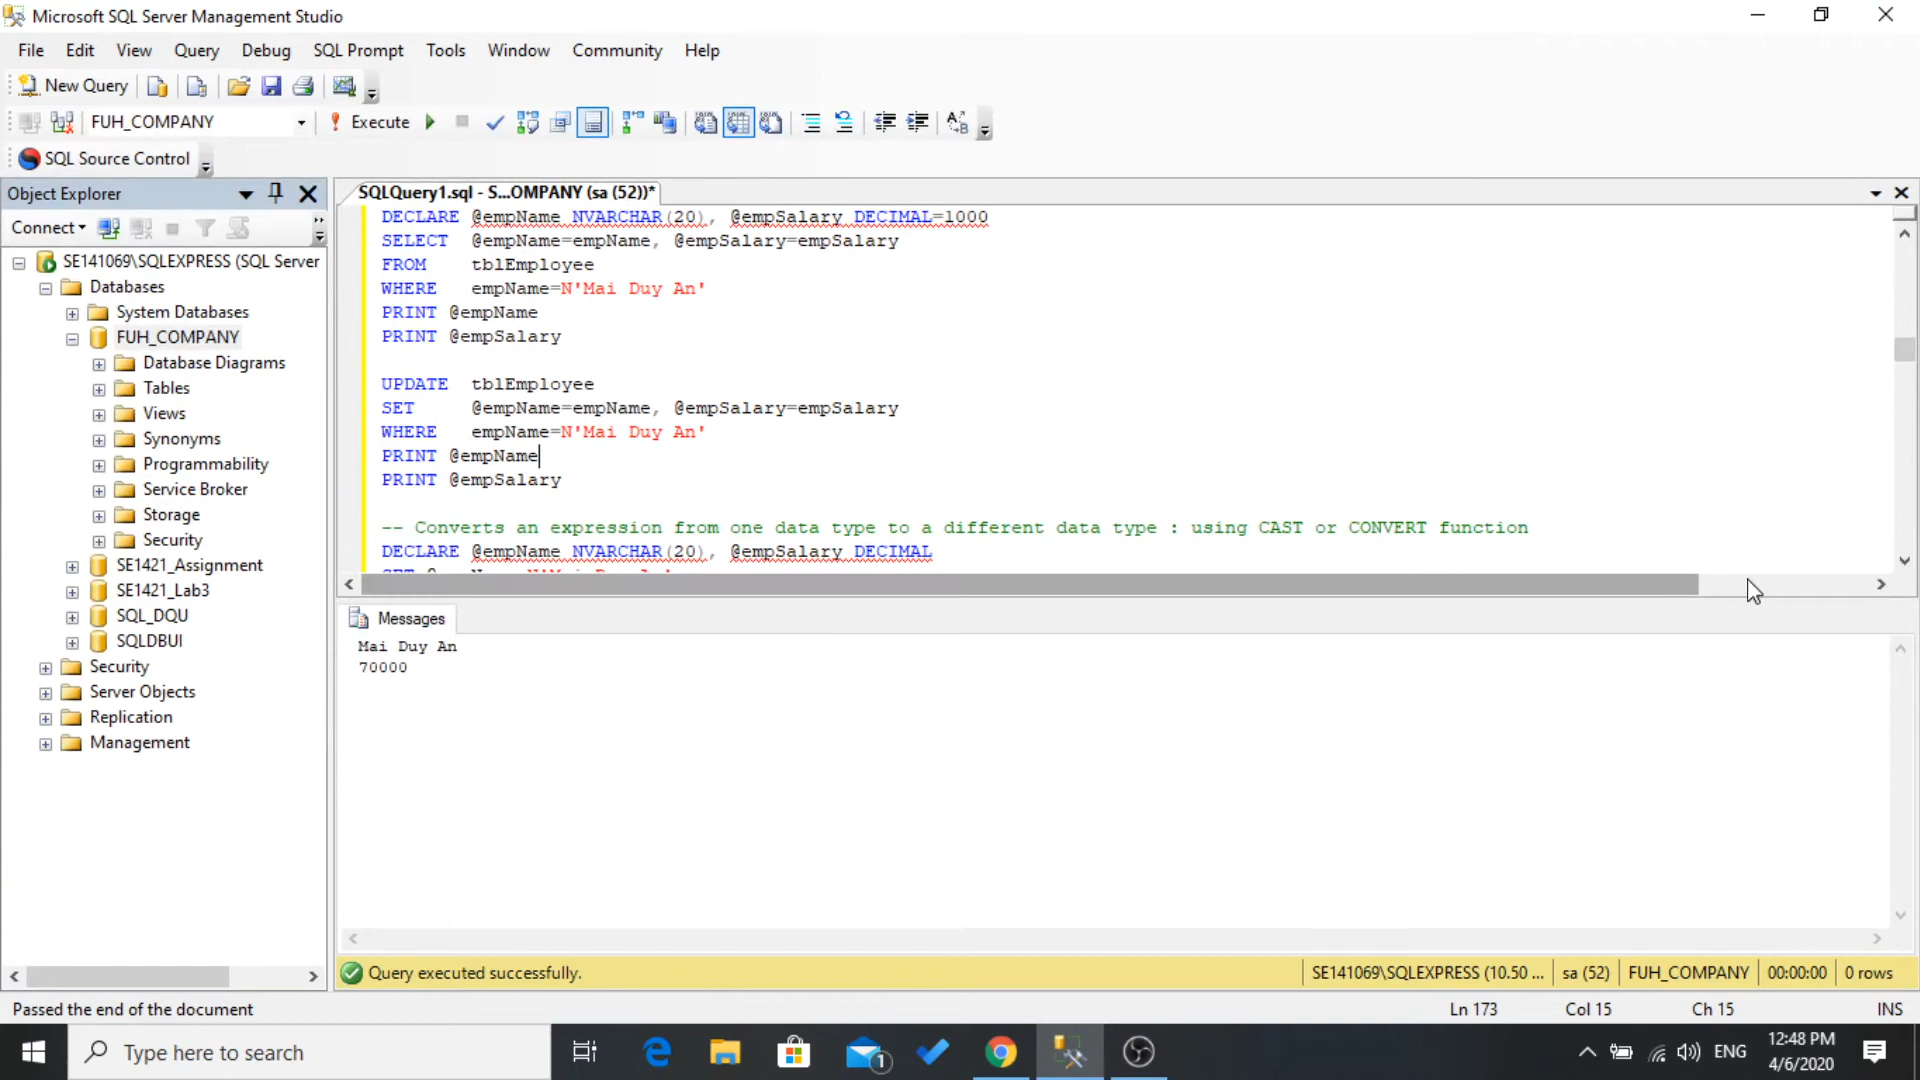 Microsoft SQL Server Management Studio
File Edit View Query Debug SQL Prompt Tools Window Community Help
New Query
FUH_COMPANY Execute
SQL Source Control
Object Explorer
Connect
SE141069\SQLEXPRESS (SQL Server
Databases
System Databases
FUH_COMPANY
Database Diagrams
Tables
Views
Synonyms
Programmability
Service Broker
Storage
Security
SE1421_Assignment
SE1421_Lab3
SQL_DQU
SQLDBUI
Security
Server Objects
Replication
Management
SQLQuery1.sql - S...OMPANY (sa (52))*
DECLARE @empName NVARCHAR(20), @empSalary DECIMAL=1000
SELECT @empName=empName, @empSalary=empSalary
FROM tblEmployee
WHERE empName=N'Mai Duy An'
PRINT @empName
PRINT @empSalary
UPDATE tblEmployee
SET @empName=empName, @empSalary=empSalary
WHERE empName=N'Mai Duy An'
PRINT @empName
PRINT @empSalary
-- Converts an expression from one data type to a different data type : using CAST or CONVERT function
DECLARE @empName NVARCHAR(20), @empSalary DECIMAL
Messages
Mai Duy An
70000
Query executed successfully. SE141069\SQLEXPRESS (10.50 ... sa (52) FUH_COMPANY 00:00:00 0 rows
Passed the end of the document Ln 173 Col 15 Ch 15 INS
Type here to search 1 ENG 12:48 PM
4/6/2020